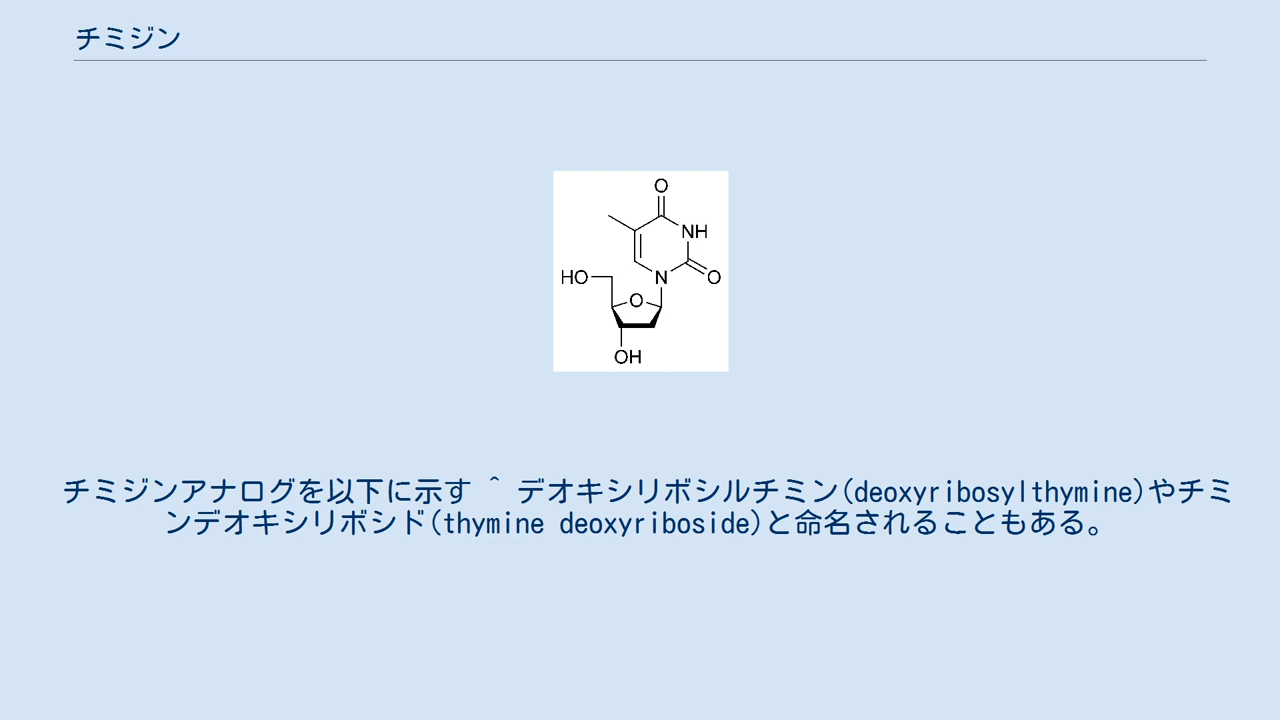 チミジン
O
NH
N
O
HO
O
OH
チミジンアナログを以下に示す ^ デオキシリボシルチミン(deoxyribosylthymine)やチミ
ンデオキシリボシド(thymine deoxyriboside)と命名されることもある。